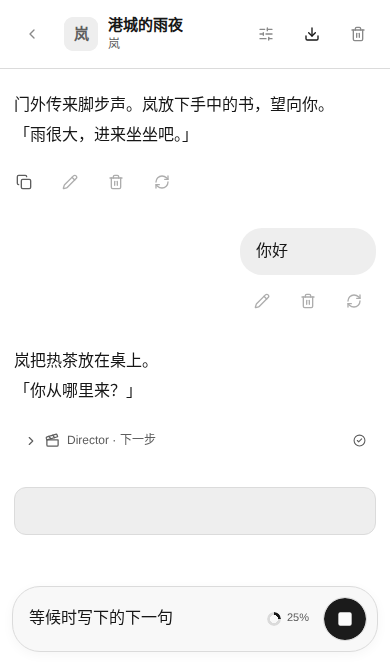 岚
港城的雨夜
岚
门外传来脚步声。岚放下手中的书，望向你。
「雨很大，进来坐坐吧。」
你好
岚把热茶放在桌上。
「你从哪里来？」
Director · 下一步
等候时写下的下一句
25%